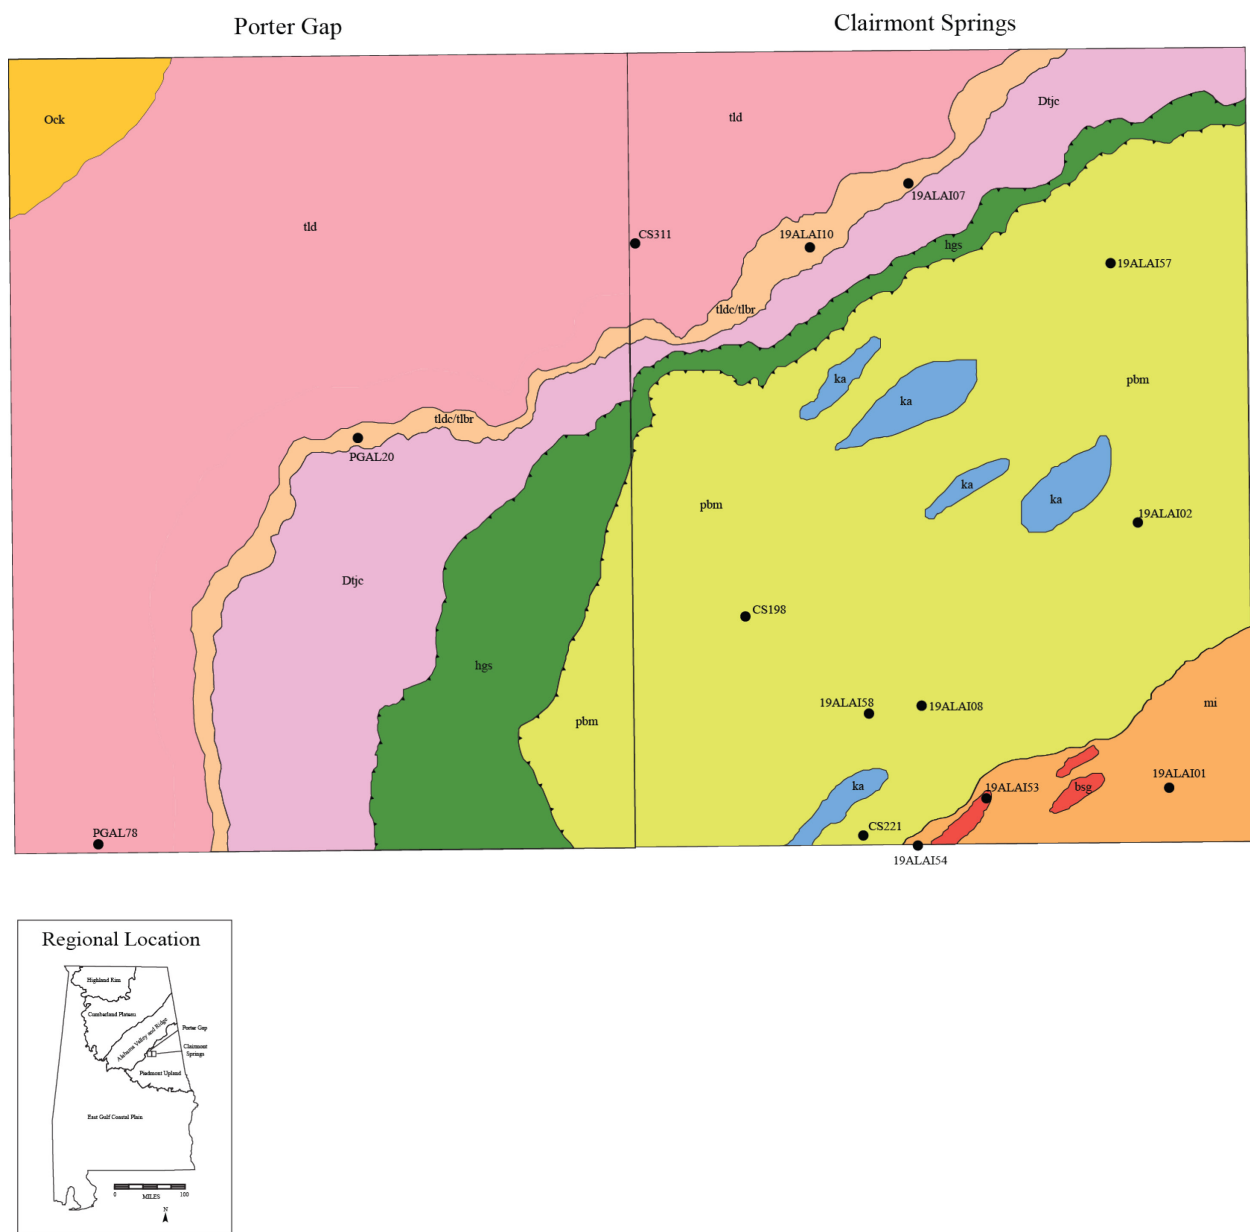 Porter Gap
Clairmont Springs
Ock
tld
Dtjc
tld
19ALAI07
tld
CS311
19ALAI10
hgs
19ALAI57
tldc/tlbr
ka
pbm
ka
tldc/tlbr
PGAL20
ka
ka
pbm
19ALAI02
Dtjc
CS198
hgs
19ALAI58
19ALAI08
mi
pbm
ka
bsg
19ALAI01
19ALAI53
PGAL78
CS221
19ALAI54
Regional Location
Highland Rim
Cumberland Plateau
Alabama Valley and Ridge
Porter Gap
Clairmont
Springs
Piedmont Upland
East Gulf Coastal Plain
0
100
MILES
N